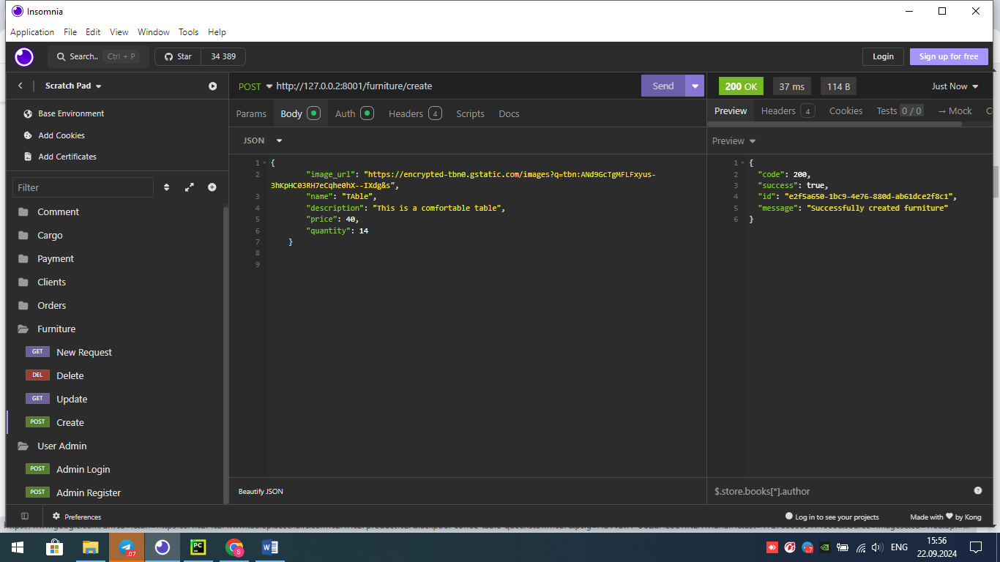 Insomnia
Application File Edit View Window Tools Help
Search.. Ctrl + P
Star 34 389
Login
Sign up for free
Scratch Pad
POST http://127.0.0.2:8001/furniture/create
Send
200 OK 37 ms 114 B Just Now
Base Environment
Add Cookies
Add Certificates
Params Body Auth Headers 4 Scripts Docs
Preview Headers 4 Cookies Tests 0 / 0 → Mock
JSON
Preview
Filter
Comment
Cargo
Payment
Clients
Orders
Furniture
GET New Request
DEL Delete
GET Update
POST Create
User Admin
POST Admin Login
POST Admin Register
1 {
2 "image_url": "https://encrypted-tbn0.gstatic.com/images?q=tbn:ANd9GcTgMFLFxyus-
3hKpHC03RH7eCqhe0hX--IXdg&s",
3 "name": "TAble",
4 "description": "This is a comfortable table",
5 "price": 40,
6 "quantity": 14
7 }
8
9
1 {
2 "code": 200,
3 "success": true,
4 "id": "e2f5a650-1bc9-4e76-880d-ab61dce2f8c1",
5 "message": "Successfully created furniture"
6 }
Beautify JSON
$.store.books[*].author
Preferences
Log in to see your projects
Made with ❤ by Kong
.07
PC
S
ENG
15:56
22.09.2024